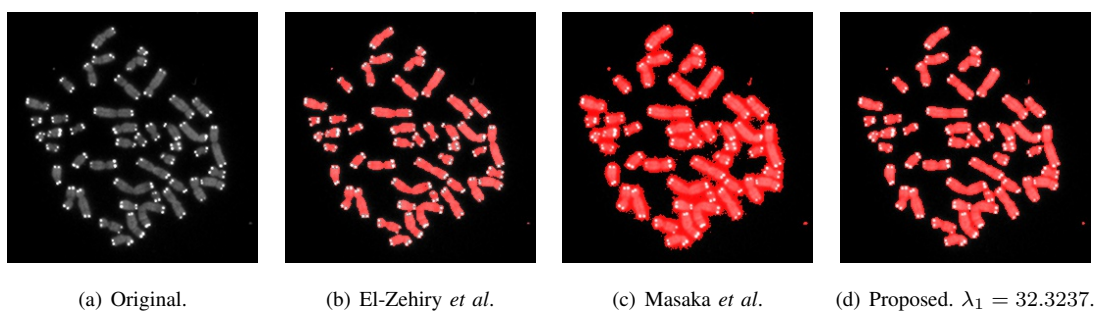 (a) Original.
(b) El-Zehiry et al.
(c) Masaka et al.
(d) Proposed. λ₁ = 32.3237.